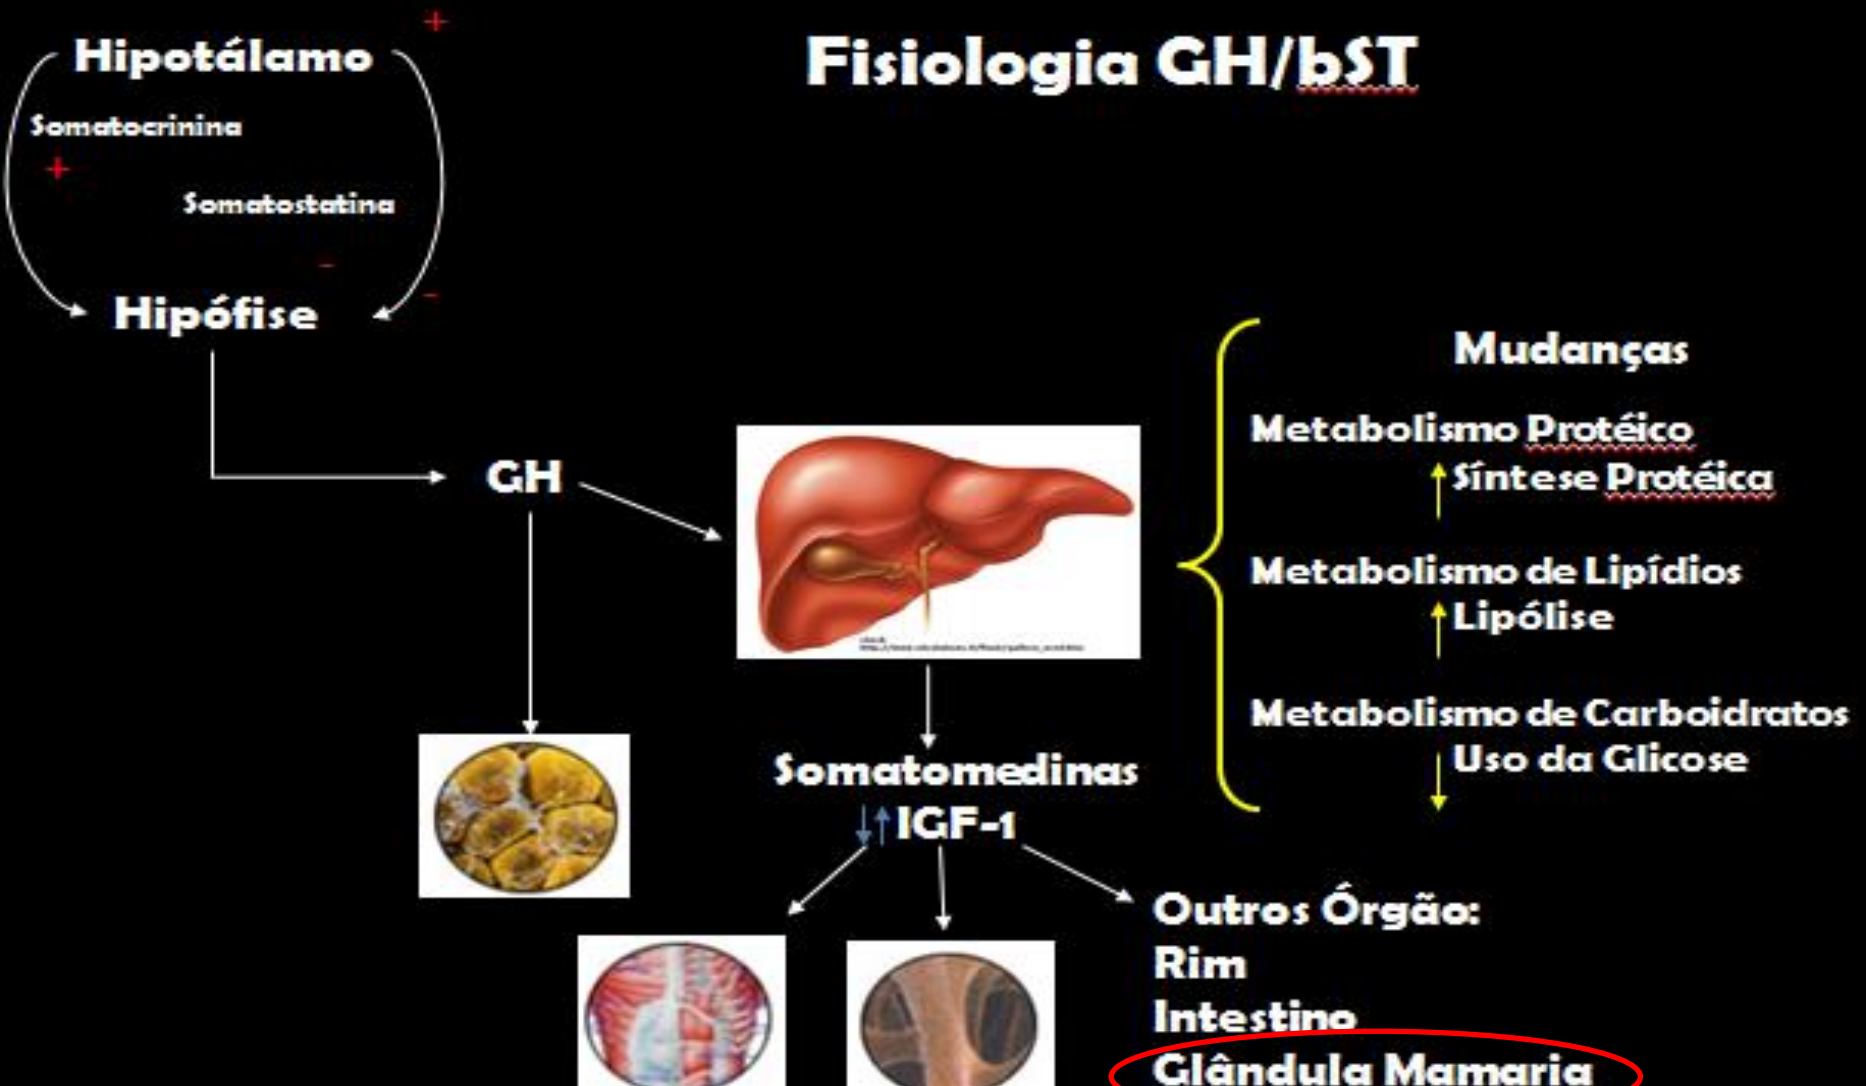 Fisiologia GH/bST
+
Hipotálamo
Somatocrinina
+
Somatostatina
-
-
Hipófise
GH
Mudanças
Metabolismo Protéico
↑ Síntese Protéica
Metabolismo de Lipídios
↑ Lipólise
Metabolismo de Carboidratos
↓ Uso da Glicose
Somatomedinas
↓↑ IGF-1
Outros Órgão:
Rim
Intestino
Glândula Mamaria